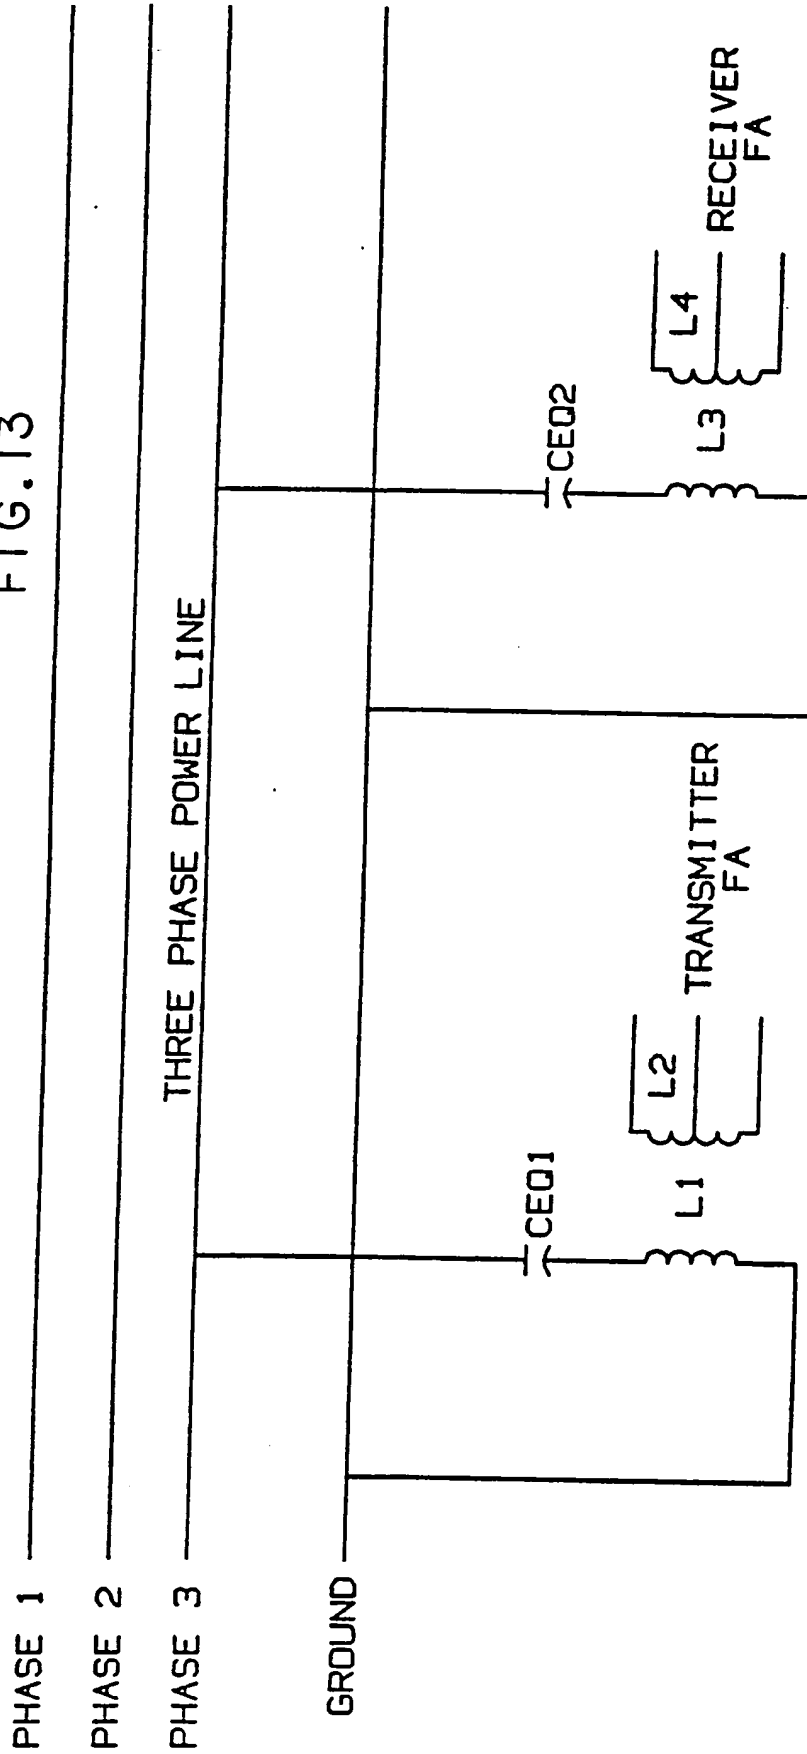 FIG.13
PHASE 1
PHASE 2
PHASE 3
THREE PHASE POWER LINE
GROUND
CEQ1
CEQ2
L1
L2
L3
L4
TRANSMITTER
FA
RECEIVER
FA